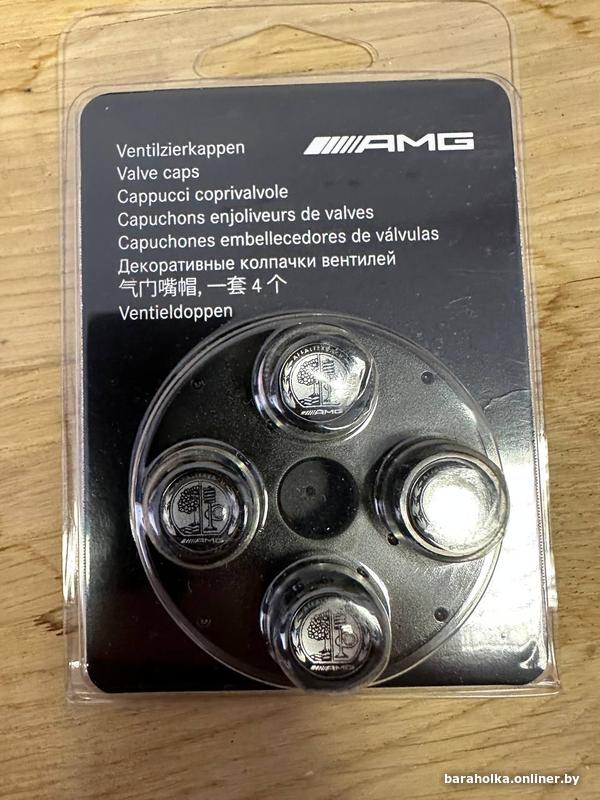 Ventilzierkappen
AMG
Valve caps
Cappucci coprivalvole
Capuchons enjoliveurs de valves
Capuchones embellecedores de válvulas
Декоративные колпачки вентилей
气门嘴帽, 一套 4 个
Ventieldoppen
AMG
AMG
AMG
baraholka.onliner.by